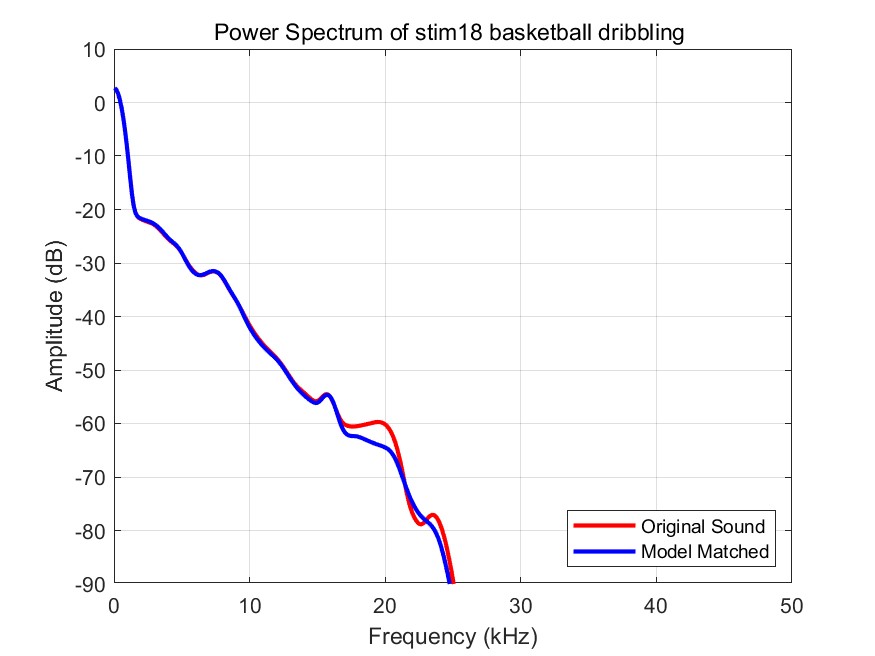 Power Spectrum of stim18 basketball dribbling
10
0
-10
-20
-30
-40
-50
-60
-70
-80
-90
Amplitude (dB)
Original Sound
Model Matched
0 10 20 30 40 50
Frequency (kHz)